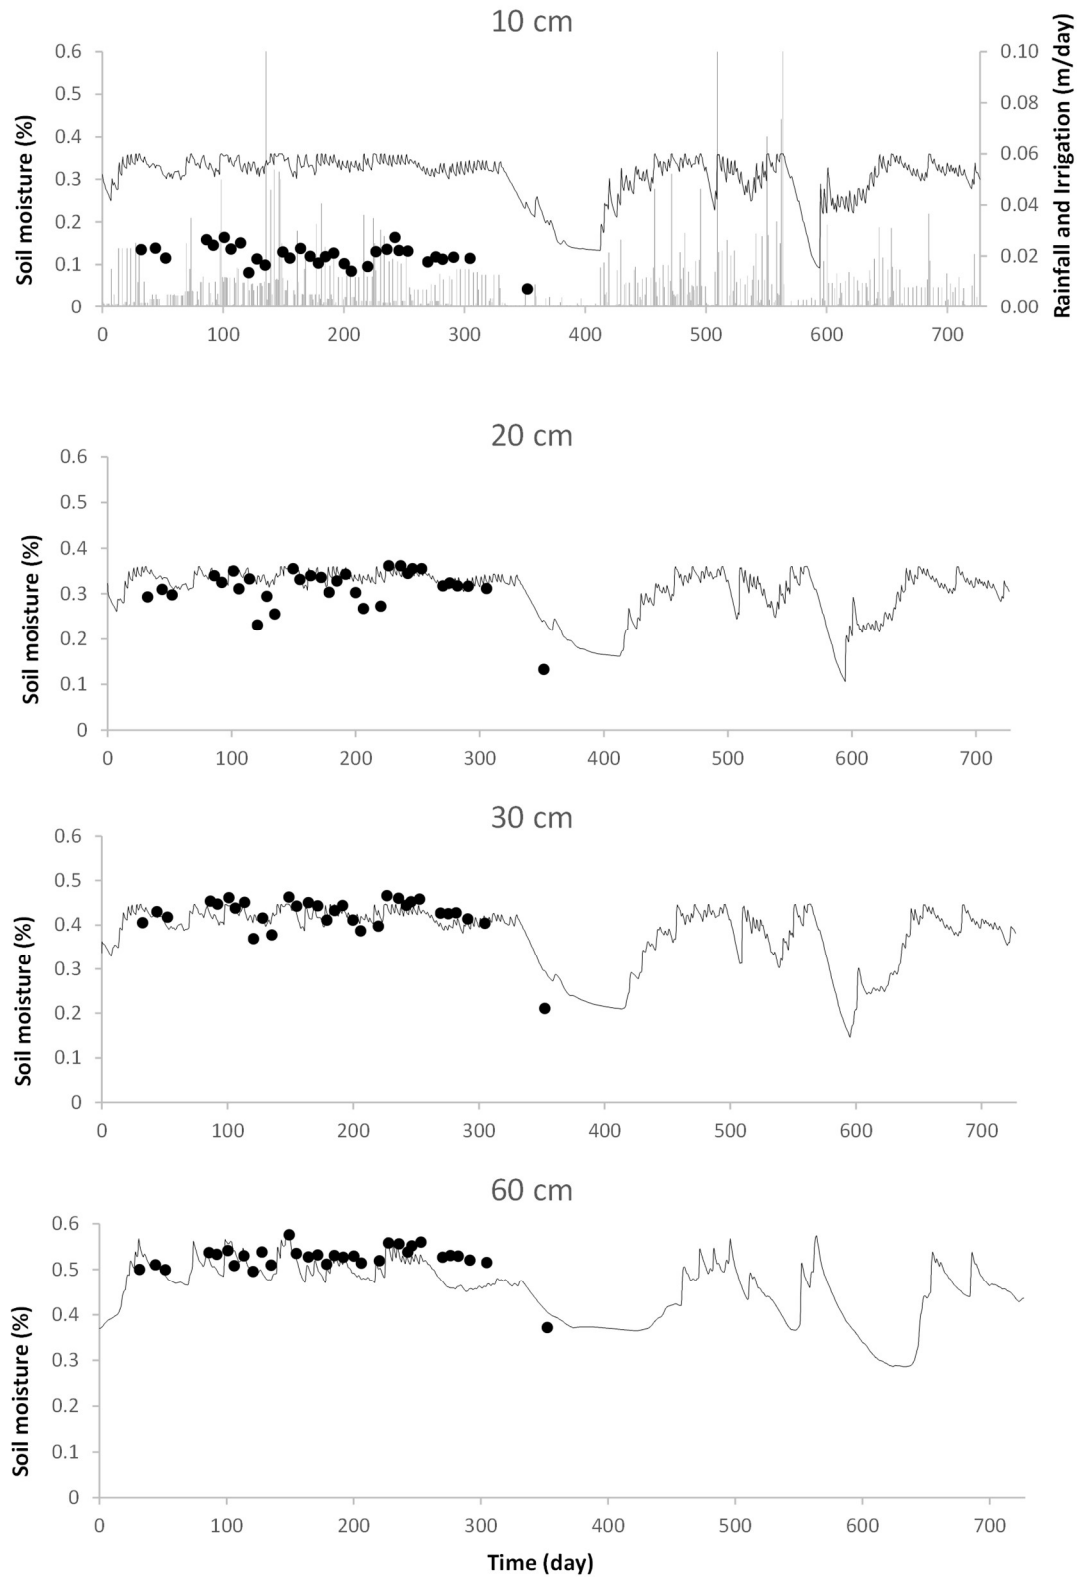 10 cm
0.6
0.5
0.4
0.3
0.2
0.1
0
Soil moisture (%)
0.10
0.08
0.06
0.04
0.02
0.00
Rainfall and Irrigation (m/day)
0 100 200 300 400 500 600 700
20 cm
0.6
0.5
0.4
0.3
0.2
0.1
0
Soil moisture (%)
0 100 200 300 400 500 600 700
30 cm
0.6
0.5
0.4
0.3
0.2
0.1
0
Soil moisture (%)
0 100 200 300 400 500 600 700
60 cm
0.6
0.5
0.4
0.3
0.2
0.1
0
Soil moisture (%)
0 100 200 300 400 500 600 700
Time (day)